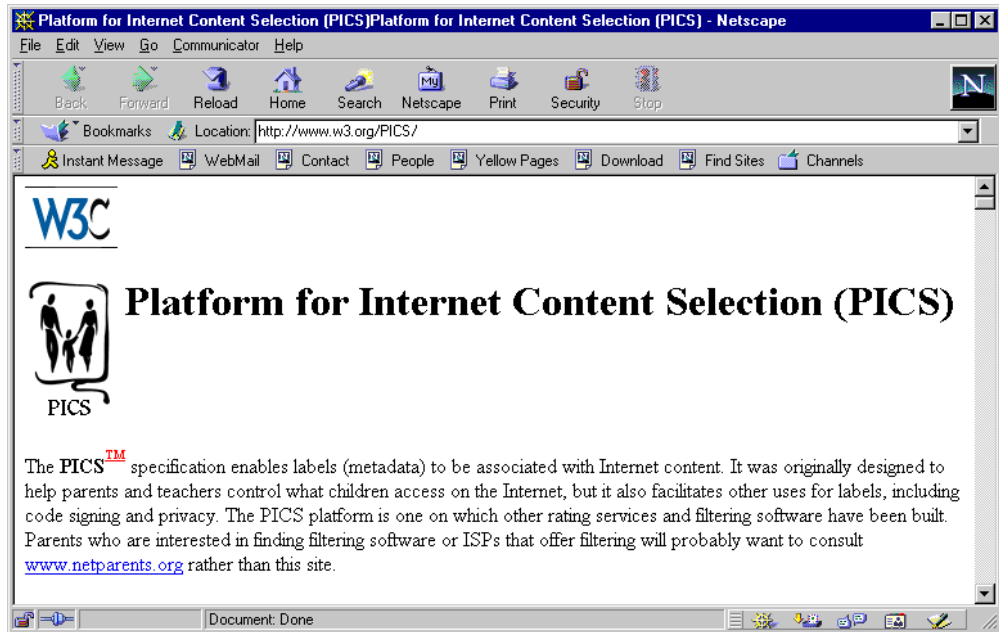 Platform for Internet Content Selection (PICS)Platform for Internet Content Selection (PICS) - Netscape
File Edit View Go Communicator Help
Back Forward Reload Home Search Netscape Print Security Stop
My
N
Bookmarks Location: http://www.w3.org/PICS/
Instant Message WebMail Contact People Yellow Pages Download Find Sites Channels
W3C
Platform for Internet Content Selection (PICS)
PICS
The PICS™ specification enables labels (metadata) to be associated with Internet content. It was originally designed to
help parents and teachers control what children access on the Internet, but it also facilitates other uses for labels, including
code signing and privacy. The PICS platform is one on which other rating services and filtering software have been built.
Parents who are interested in finding filtering software or ISPs that offer filtering will probably want to consult
www.netparents.org rather than this site.
Document: Done